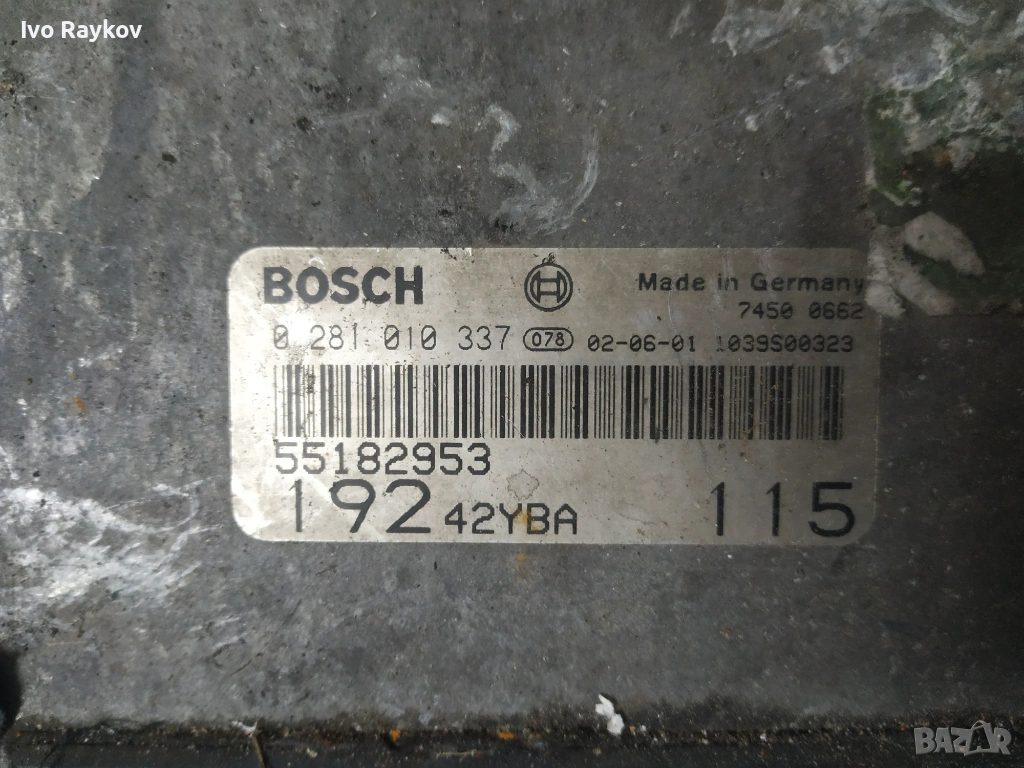 Ivo Raykov
BOSCH Made in Germany
7450 0662
0 281 010 337 078 02-06-01 1039S00323
55182953
192 42YBA 115
BAZAR